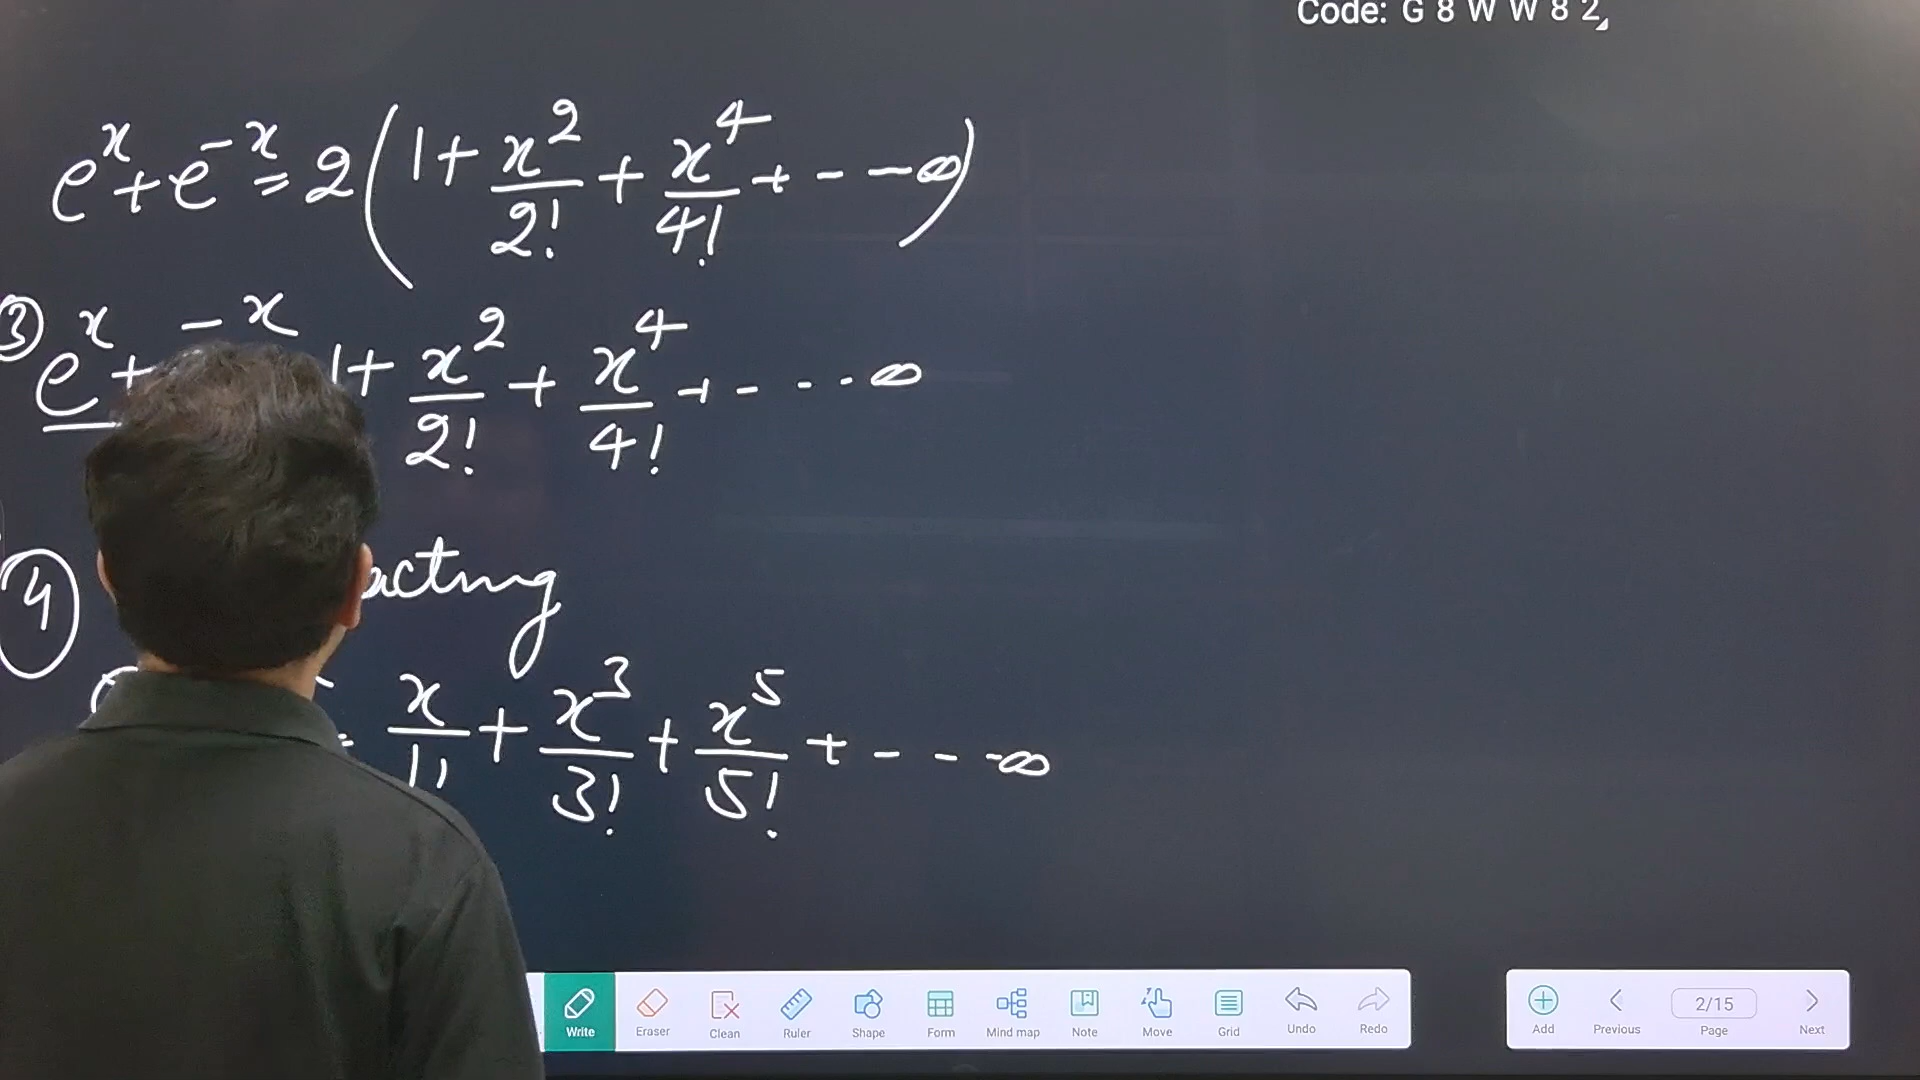 Code: G 8 W W 8 2
e^x + e^-x = 2(1 + x^2/2! + x^4/4! + - - - ∞)
③ e^x + -x 1 + x^2/2! + x^4/4! + - - - ∞
④ acting
= x/1! + x^3/3! + x^5/5! + - - - ∞
Write Eraser Clean Ruler Shape Form Mind map Note Move Grid Undo Redo
Add Previous 2/15 Page Next